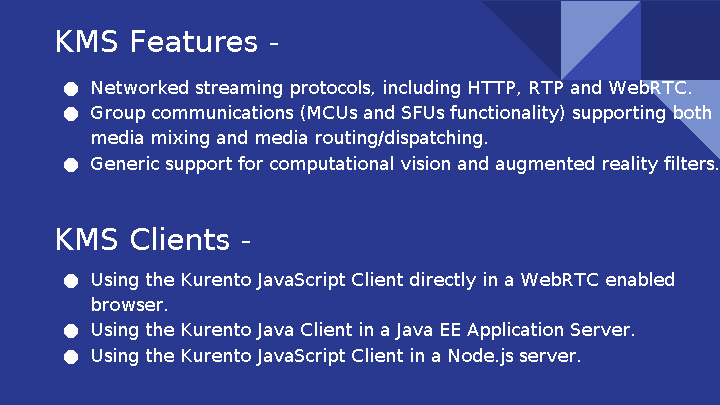 KMS Features -
● Networked streaming protocols, including HTTP, RTP and WebRTC.
● Group communications (MCUs and SFUs functionality) supporting both
media mixing and media routing/dispatching.
● Generic support for computational vision and augmented reality filters.
KMS Clients -
● Using the Kurento JavaScript Client directly in a WebRTC enabled
browser.
● Using the Kurento Java Client in a Java EE Application Server.
● Using the Kurento JavaScript Client in a Node.js server.